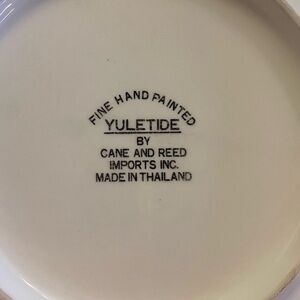 FINE HAND PAINTED
YULETIDE
BY
CANE AND REED
IMPORTS INC.
MADE IN THAILAND